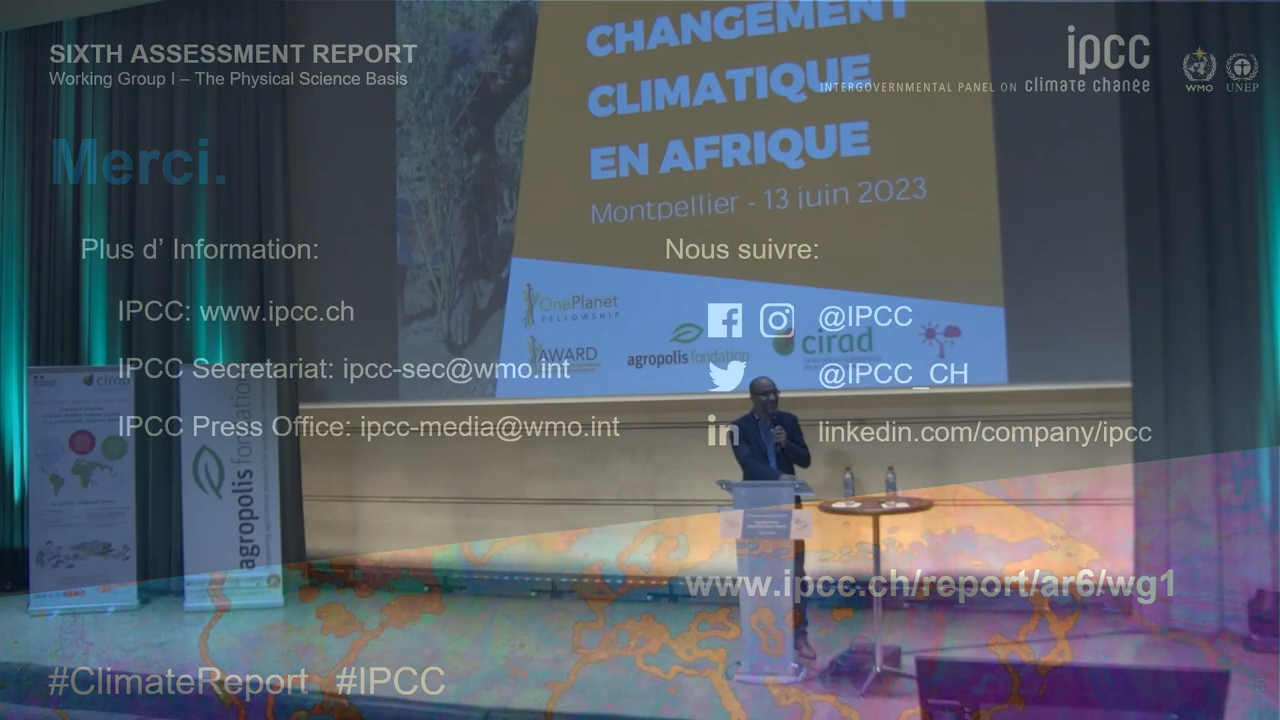 SIXTH ASSESSMENT REPORT
Working Group I – The Physical Science Basis
ipcc
INTERGOVERNMENTAL PANEL ON climate change
WMO
UNEP
CHANGEMENT
CLIMATIQUE
EN AFRIQUE
Montpellier - 13 juin 2023
Merci.
Plus d’ Information:
IPCC: www.ipcc.ch
IPCC Secretariat: ipcc-sec@wmo.int
IPCC Press Office: ipcc-media@wmo.int
Nous suivre:
@IPCC
@IPCC_CH
in
linkedin.com/company/ipcc
OnePlanet
FELLOWSHIP
AWARD
agropolis fondation
cirad
cirad
agropolis fondation
www.ipcc.ch/report/ar6/wg1
#ClimateReport #IPCC